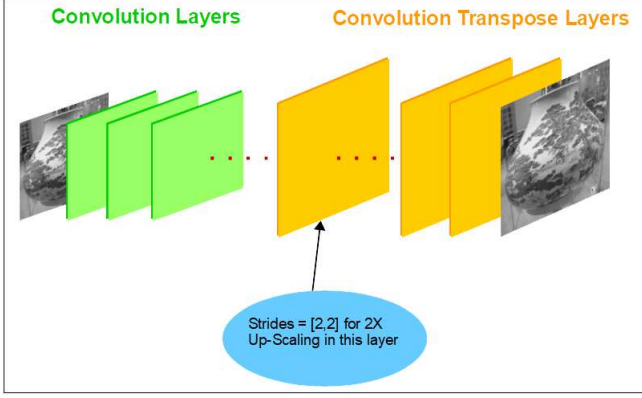 Convolution Layers
Convolution Transpose Layers
Strides = [2,2] for 2X
Up-Scaling in this layer